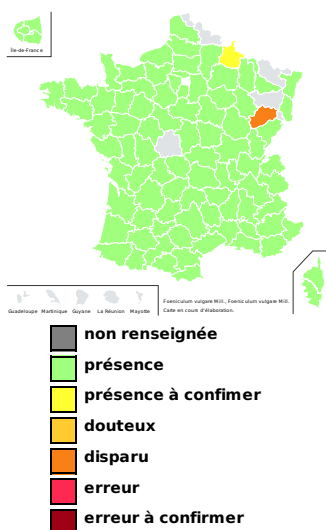 Île-de-France
Guadeloupe Martinique Guyane La Réunion Mayotte
Foeniculum vulgare Mill., Foeniculum vulgare Mill.
Carte en cours d'élaboration.
non renseignée
présence
présence à confimer
douteux
disparu
erreur
erreur à confirmer